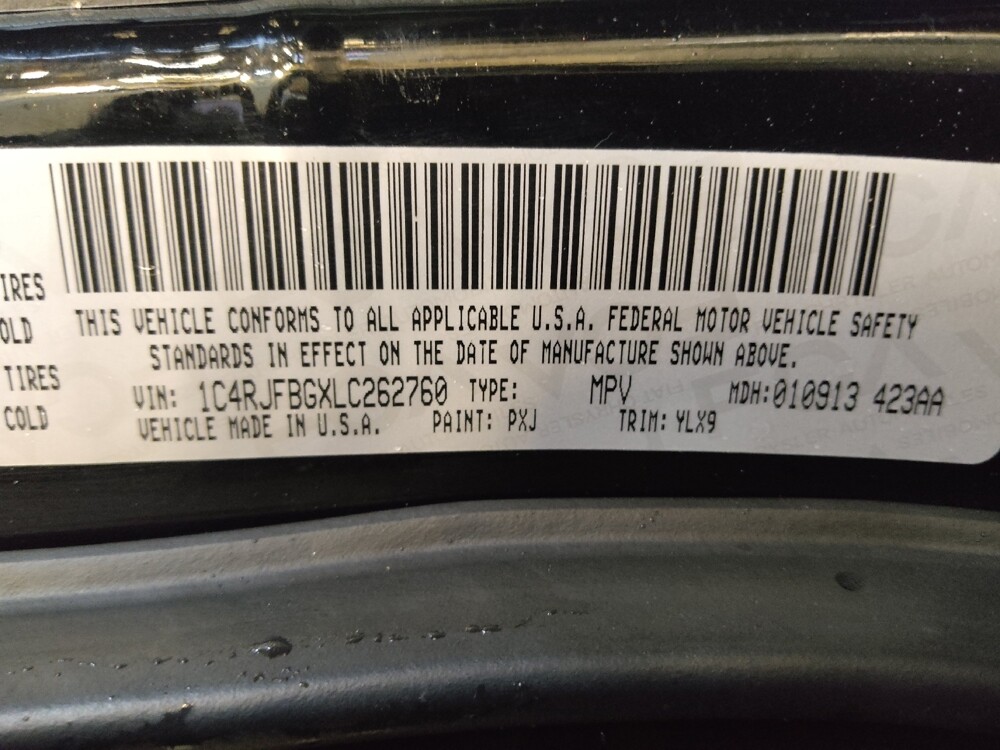 IRES
OLD
TIRES
COLD
THIS VEHICLE CONFORMS TO ALL APPLICABLE U.S.A. FEDERAL MOTOR VEHICLE SAFETY
STANDARDS IN EFFECT ON THE DATE OF MANUFACTURE SHOWN ABOVE.
VIN: 1C4RJFBGXLC262760 TYPE: MPV MDH:010913 423AA
VEHICLE MADE IN U.S.A. PAINT: PXJ TRIM: YLX9